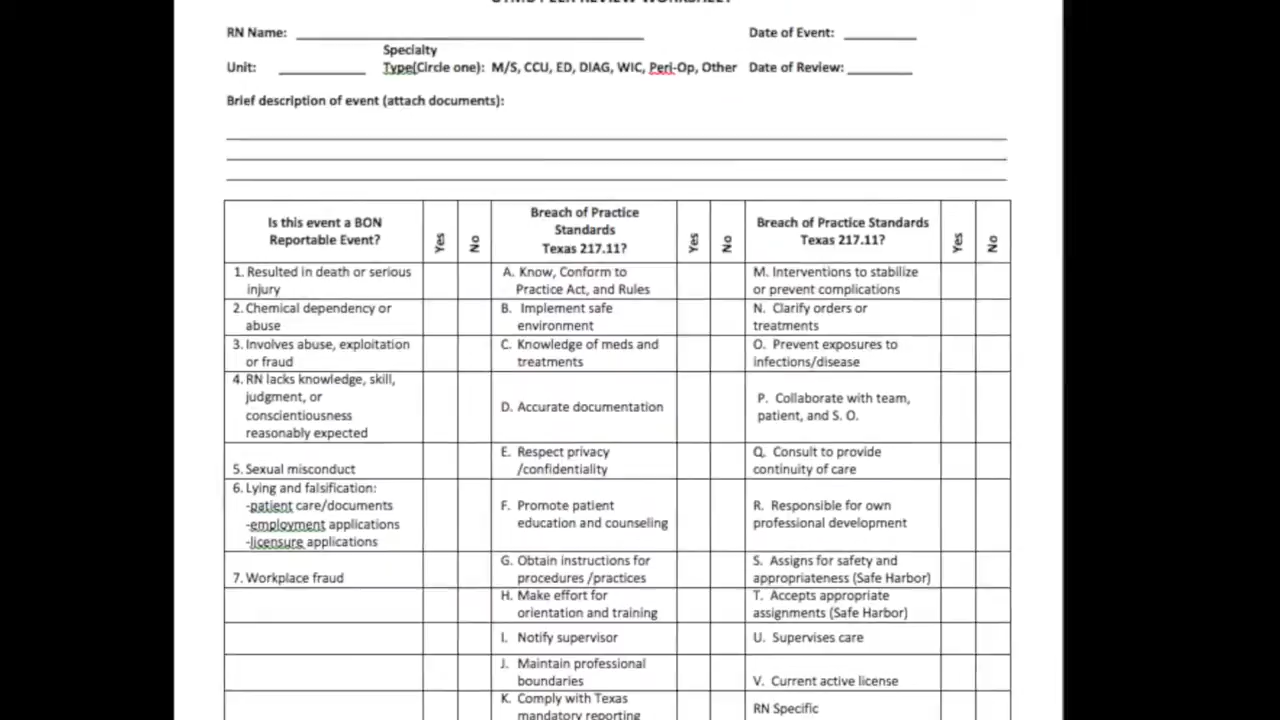 PEER REVIEW WORKSHEET
RN Name: ____ Date of Event: ____
Specialty
Unit: ____ Type(Circle one): M/S, CCU, ED, DIAG, WIC, Peri-Op, Other Date of Review: ____
Brief description of event (attach documents):
Is this event a BON
Reportable Event?
Yes
No
Breach of Practice
Standards
Texas 217.11?
Yes
No
Breach of Practice Standards
Texas 217.11?
Yes
No
1. Resulted in death or serious
injury
A. Know, Conform to
Practice Act, and Rules
M. Interventions to stabilize
or prevent complications
2. Chemical dependency or
abuse
B. Implement safe
environment
N. Clarify orders or
treatments
3. Involves abuse, exploitation
or fraud
C. Knowledge of meds and
treatments
O. Prevent exposures to
infections/disease
4. RN lacks knowledge, skill,
judgment, or
conscientiousness
reasonably expected
D. Accurate documentation
P. Collaborate with team,
patient, and S. O.
5. Sexual misconduct
E. Respect privacy
/confidentiality
Q. Consult to provide
continuity of care
6. Lying and falsification:
-patient care/documents
-employment applications
-licensure applications
F. Promote patient
education and counseling
R. Responsible for own
professional development
7. Workplace fraud
G. Obtain instructions for
procedures /practices
S. Assigns for safety and
appropriateness (Safe Harbor)
H. Make effort for
orientation and training
T. Accepts appropriate
assignments (Safe Harbor)
I. Notify supervisor
U. Supervises care
J. Maintain professional
boundaries
V. Current active license
K. Comply with Texas
mandatory reporting
RN Specific